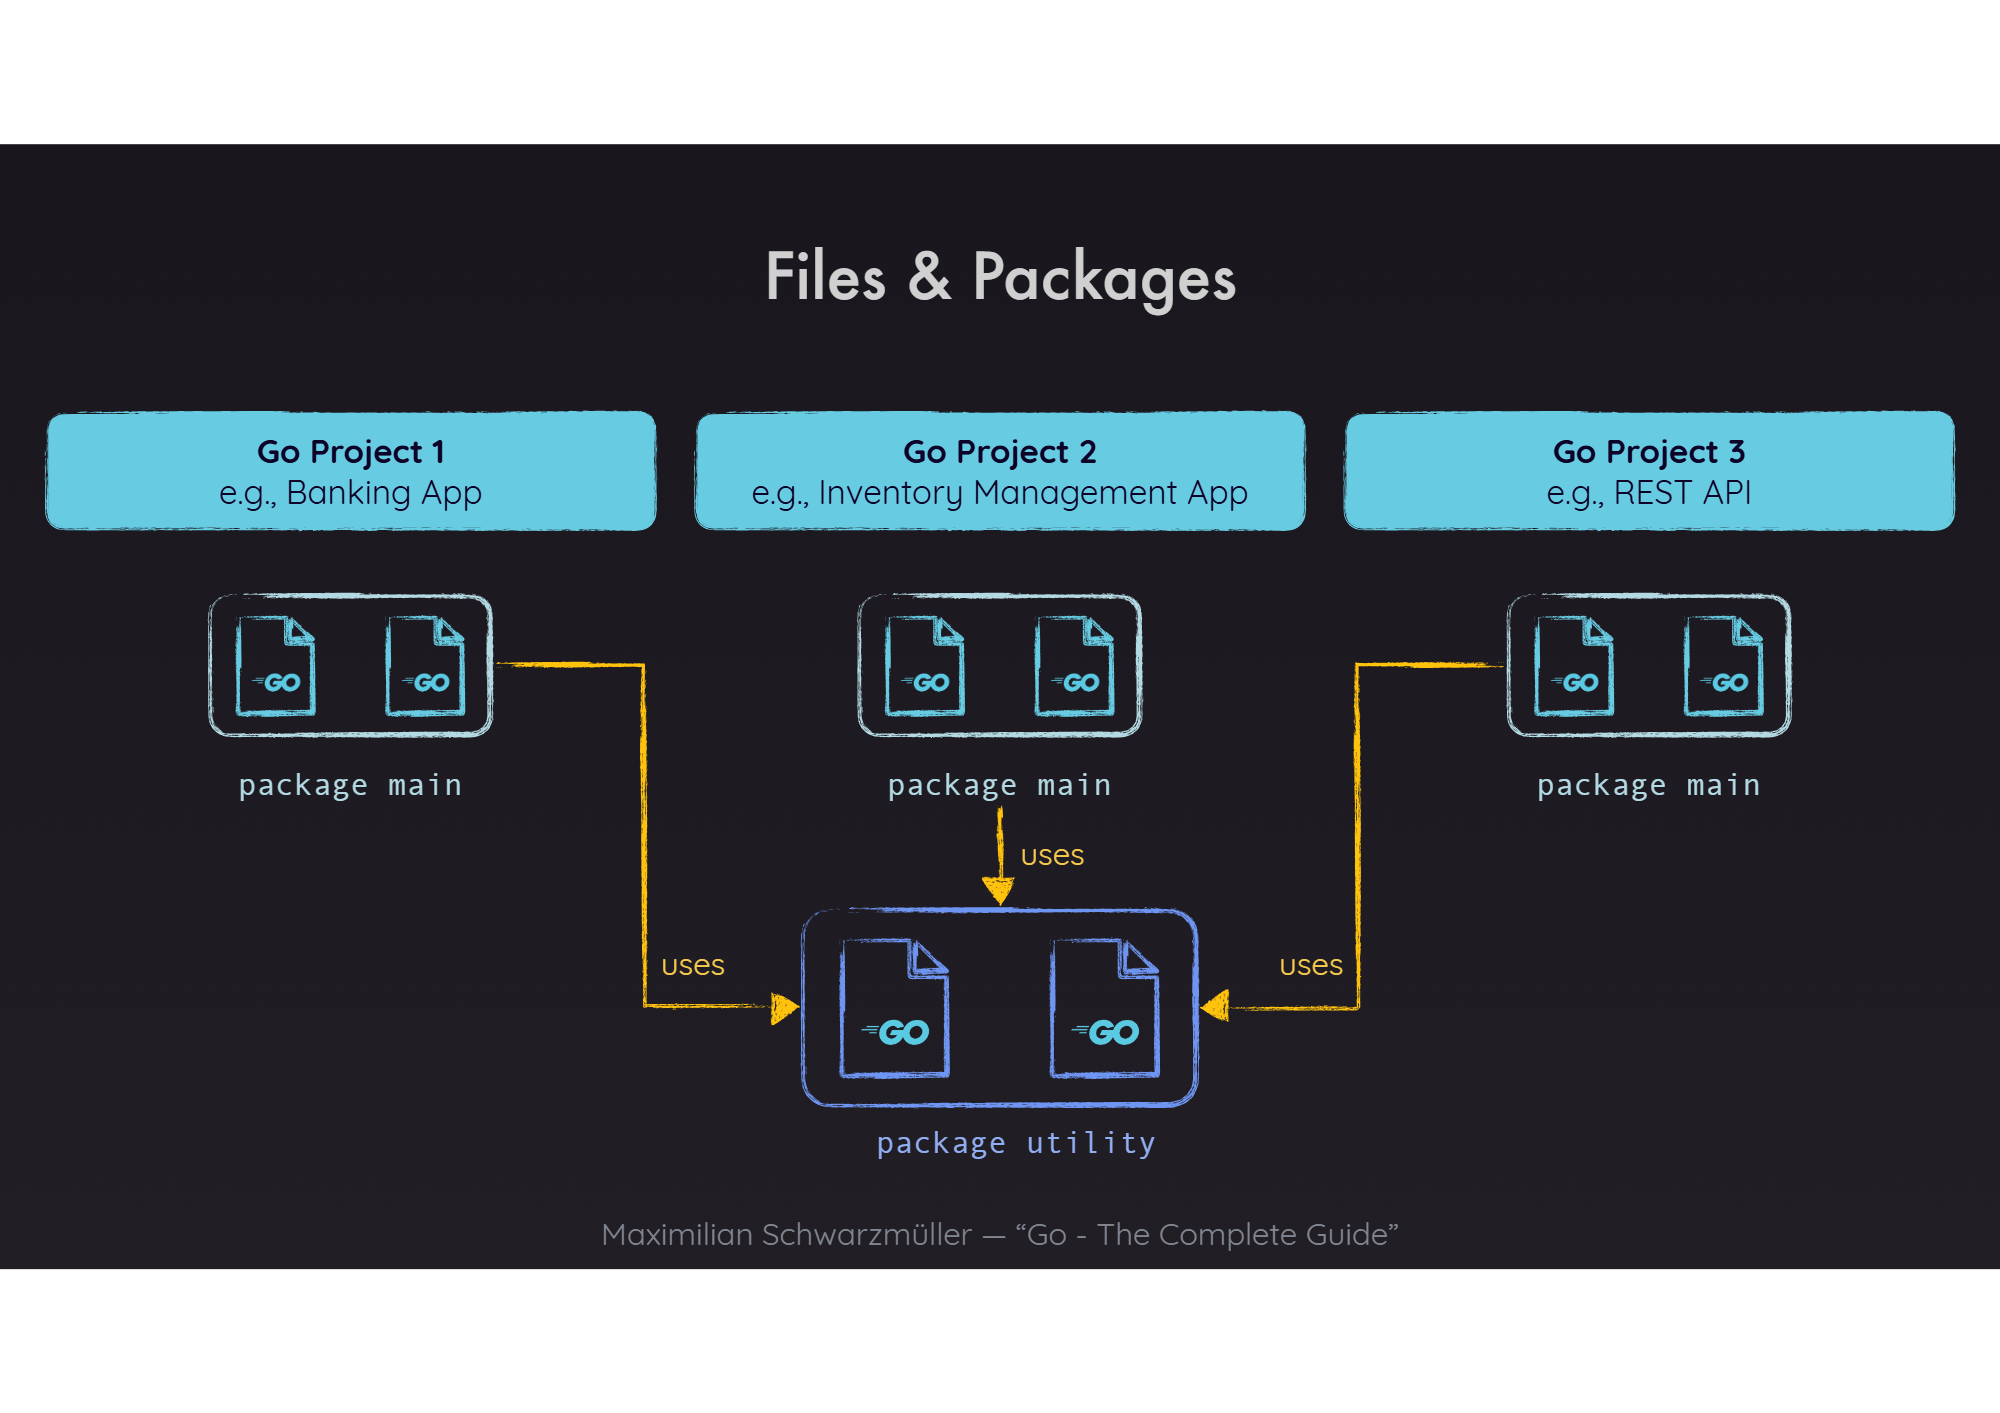 Files & Packages
Go Project 1
e.g., Banking App
Go Project 2
e.g., Inventory Management App
Go Project 3
e.g., REST API
GO
GO
GO
GO
GO
GO
package main
package main
package main
uses
uses
uses
GO
GO
package utility
Maximilian Schwarzmüller — “Go - The Complete Guide”